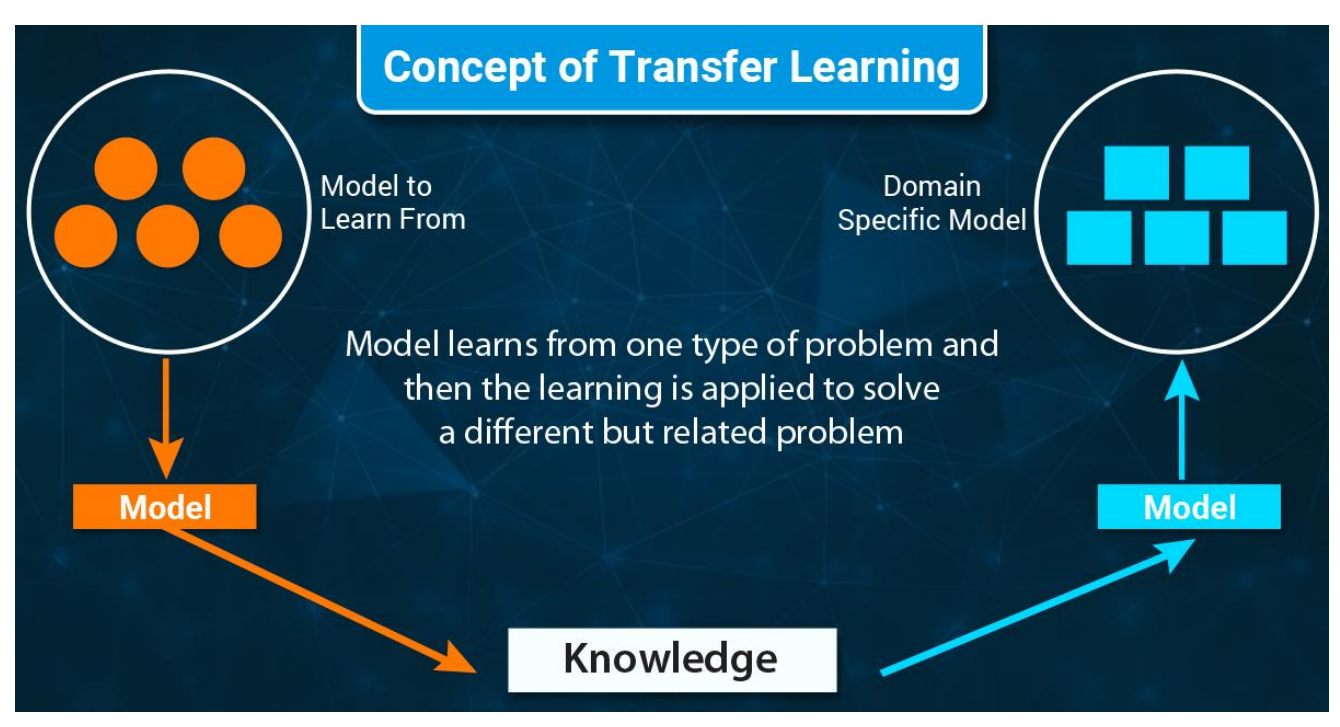 Concept of Transfer Learning
Model to
Learn From
Domain
Specific Model
Model learns from one type of problem and
then the learning is applied to solve
a different but related problem
Model
Model
Knowledge